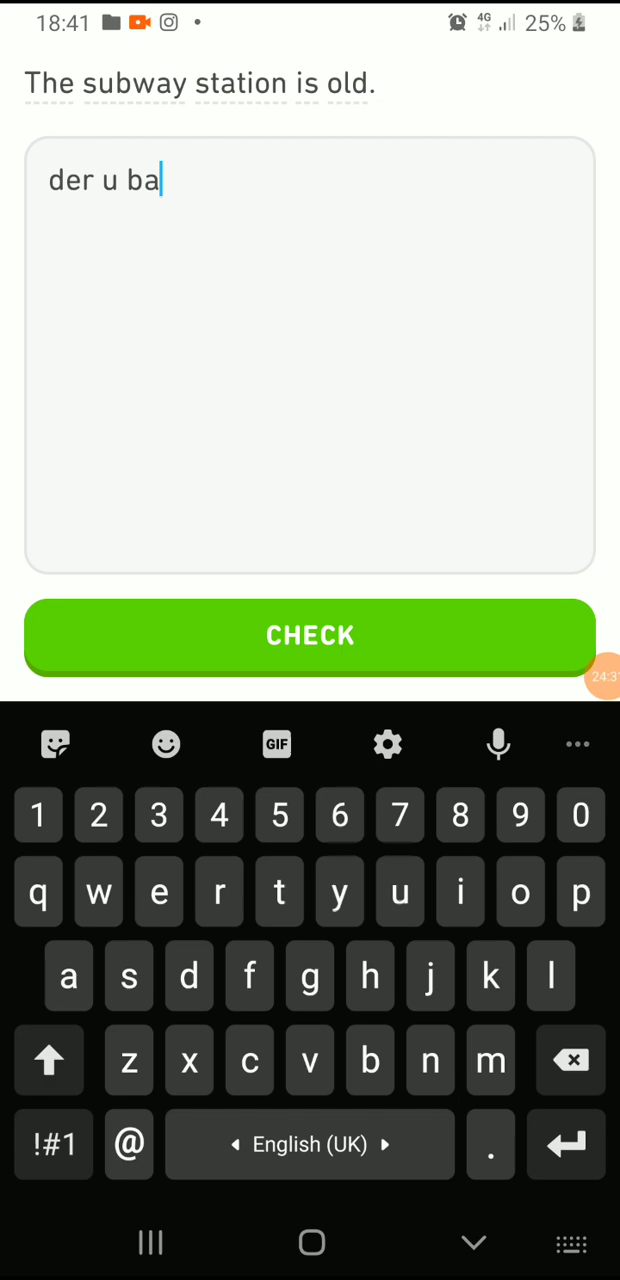 18:41 4G 25%
The subway station is old.
der u ba
CHECK
24:3
GIF
1 2 3 4 5 6 7 8 9 0
q w e r t y u i o p
a s d f g h j k l
z x c v b n m
!#1 @ English (UK) .